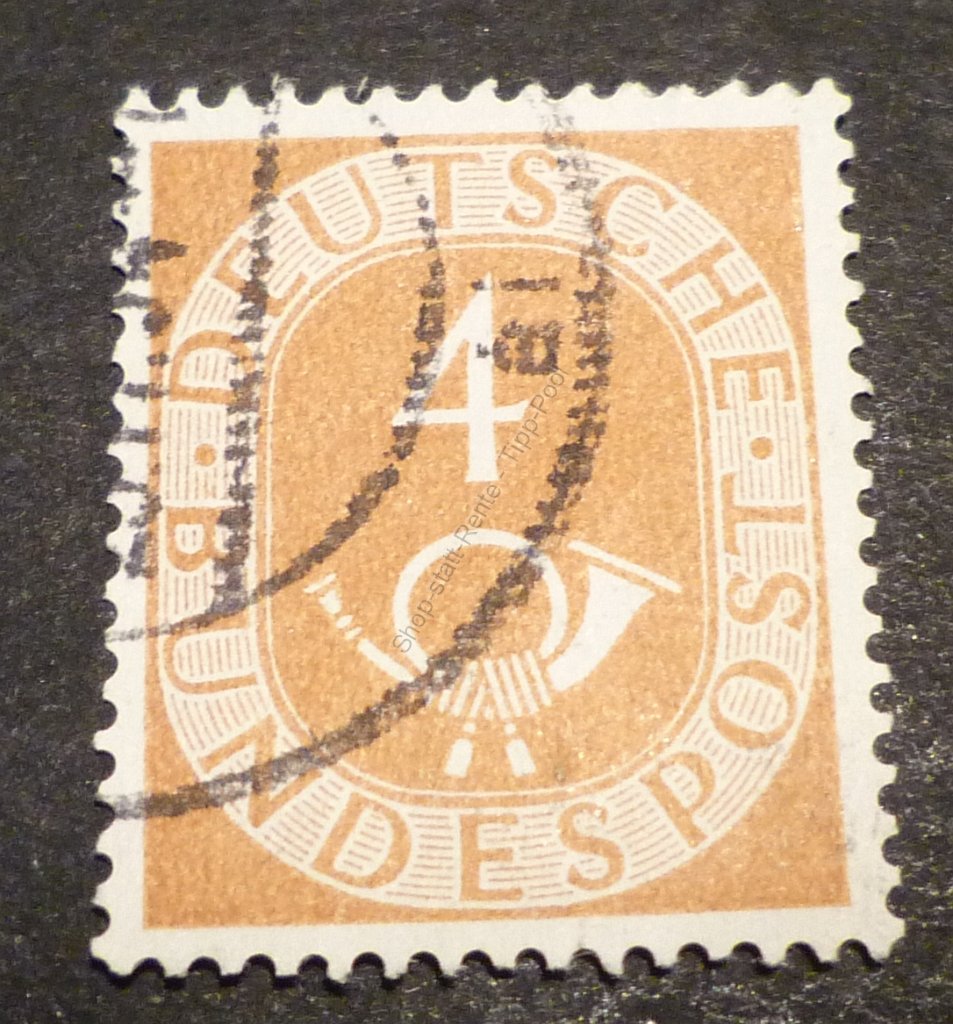 DEUTSCHE
4
BUNDESPOST
Shop-statt-Rente-Tipp-Pool